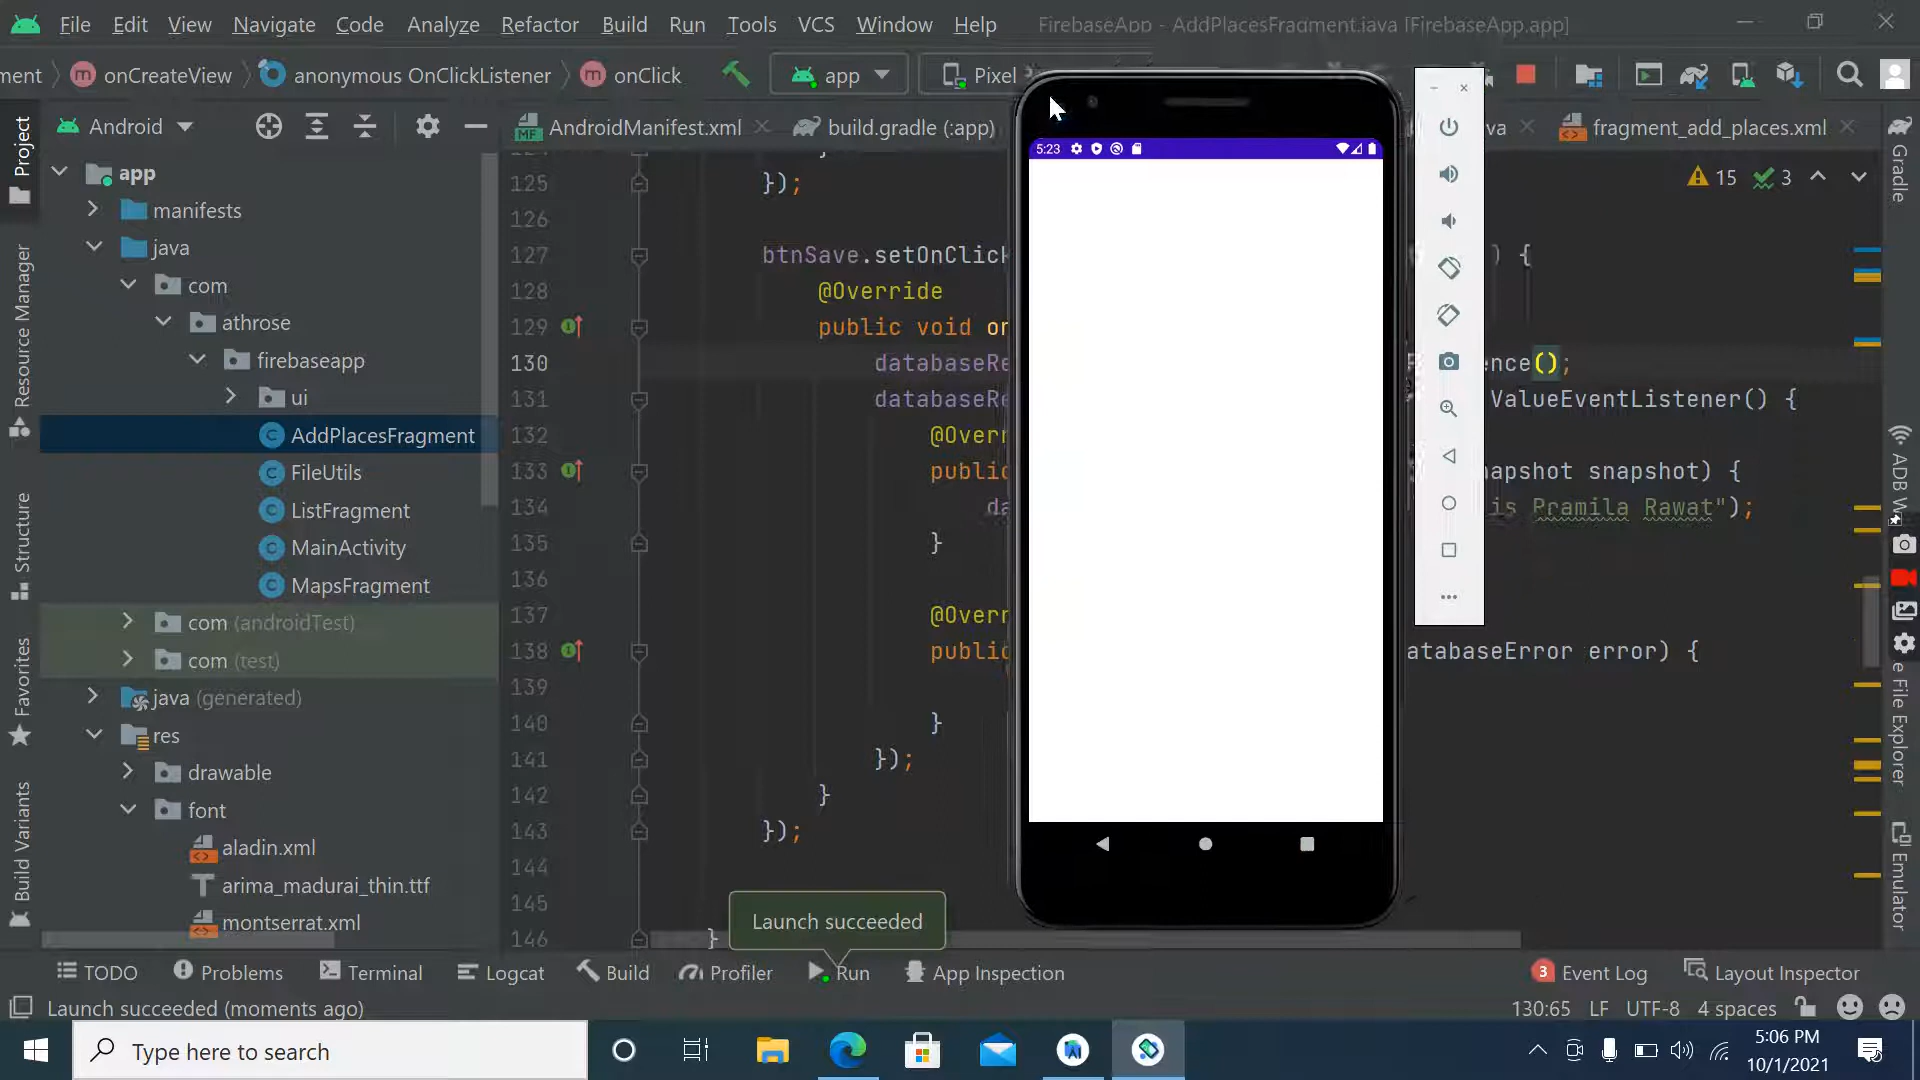 File Edit View Navigate Code Analyze Refactor Build Run Tools VCS Window Help FirebaseApp - AddPlacesFragment.java [FirebaseApp.app]
ment onCreateView anonymous OnClickListener onClick app Pixel
Android AndroidManifest.xml build.gradle (:app) va fragment_add_places.xml
Project
Resource Manager
Structure
Favorites
Build Variants
app
manifests
java
com
athrose
firebaseapp
ui
AddPlacesFragment
FileUtils
ListFragment
MainActivity
MapsFragment
com (androidTest)
com (test)
java (generated)
res
drawable
font
aladin.xml
arima_madurai_thin.ttf
montserrat.xml
15 3
125 });
126
127 btnSave.setOnClick ) {
128 @Override
129 public void on
130 databaseRe ence();
131 databaseRe ValueEventListener() {
132 @Overr
133 public apshot snapshot) {
134 da is Pramila Rawat");
135 }
136
137 @Overr
138 public atabaseError error) {
139
140 }
141 });
142 }
143 });
144
145
146 }
5:23
Gradle
ADB W
e File Explorer
Emulator
Launch succeeded
TODO Problems Terminal Logcat Build Profiler Run App Inspection 3 Event Log Layout Inspector
Launch succeeded (moments ago) 130:65 LF UTF-8 4 spaces
Type here to search
5:06 PM
10/1/2021